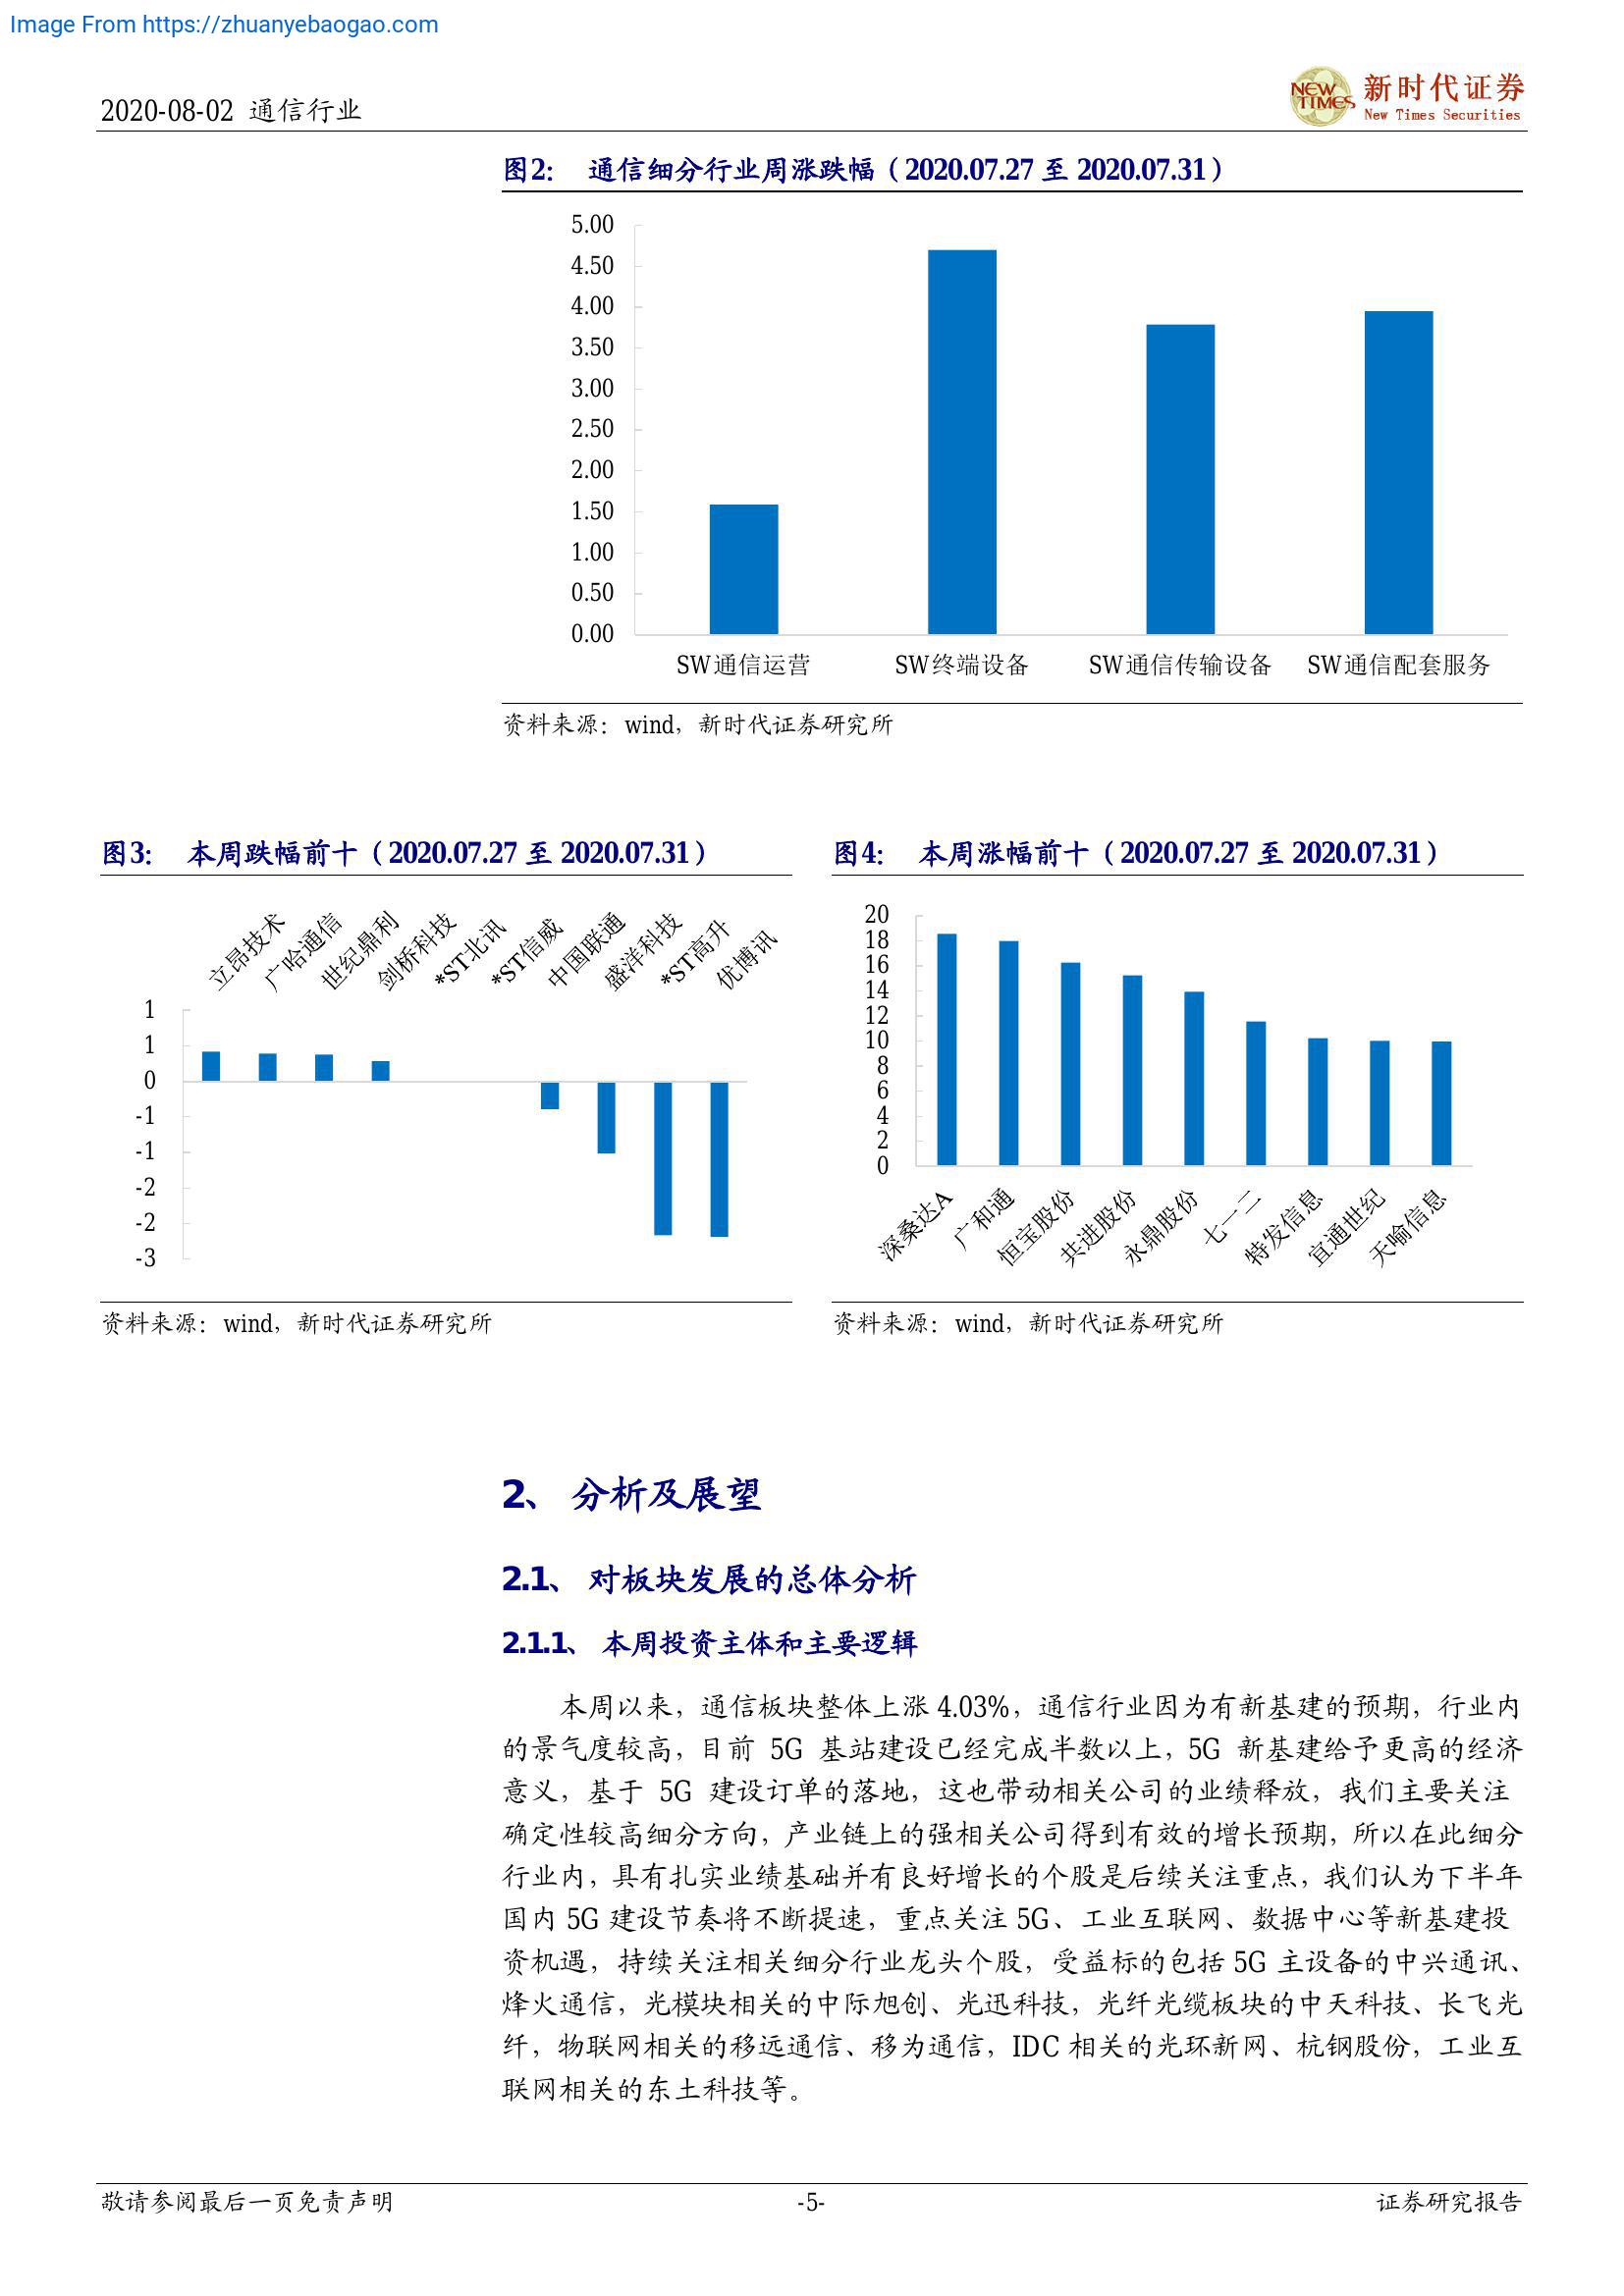 Image From https://zhuanyebaogao.com
2020-08-02 通信行业
NEW TIMES
新时代证券
New Times Securities
图2： 通信细分行业周涨跌幅（2020.07.27 至 2020.07.31）
5.00
4.50
4.00
3.50
3.00
2.50
2.00
1.50
1.00
0.50
0.00
SW通信运营 SW终端设备 SW通信传输设备 SW通信配套服务
资料来源：wind，新时代证券研究所
图3： 本周跌幅前十（2020.07.27 至 2020.07.31）
立昂技术 广哈通信 世纪鼎利 剑桥科技 *ST北讯 *ST信威 中国联通 盛洋科技 *ST高升 优博讯
1
1
0
-1
-1
-2
-2
-3
资料来源：wind，新时代证券研究所
图4： 本周涨幅前十（2020.07.27 至 2020.07.31）
20
18
16
14
12
10
8
6
4
2
0
深桑达A 广和通 恒宝股份 共进股份 永鼎股份 七一二 特发信息 宜通世纪 天喻信息
资料来源：wind，新时代证券研究所
2、 分析及展望
2.1、 对板块发展的总体分析
2.1.1、 本周投资主体和主要逻辑
本周以来，通信板块整体上涨 4.03%，通信行业因为有新基建的预期，行业内
的景气度较高，目前 5G 基站建设已经完成半数以上，5G 新基建给予更高的经济
意义，基于 5G 建设订单的落地，这也带动相关公司的业绩释放，我们主要关注
确定性较高细分方向，产业链上的强相关公司得到有效的增长预期，所以在此细分
行业内，具有扎实业绩基础并有良好增长的个股是后续关注重点，我们认为下半年
国内 5G 建设节奏将不断提速，重点关注 5G、工业互联网、数据中心等新基建投
资机遇，持续关注相关细分行业龙头个股，受益标的包括 5G 主设备的中兴通讯、
烽火通信，光模块相关的中际旭创、光迅科技，光纤光缆板块的中天科技、长飞光
纤，物联网相关的移远通信、移为通信，IDC 相关的光环新网、杭钢股份，工业互
联网相关的东土科技等。
敬请参阅最后一页免责声明 -5- 证券研究报告